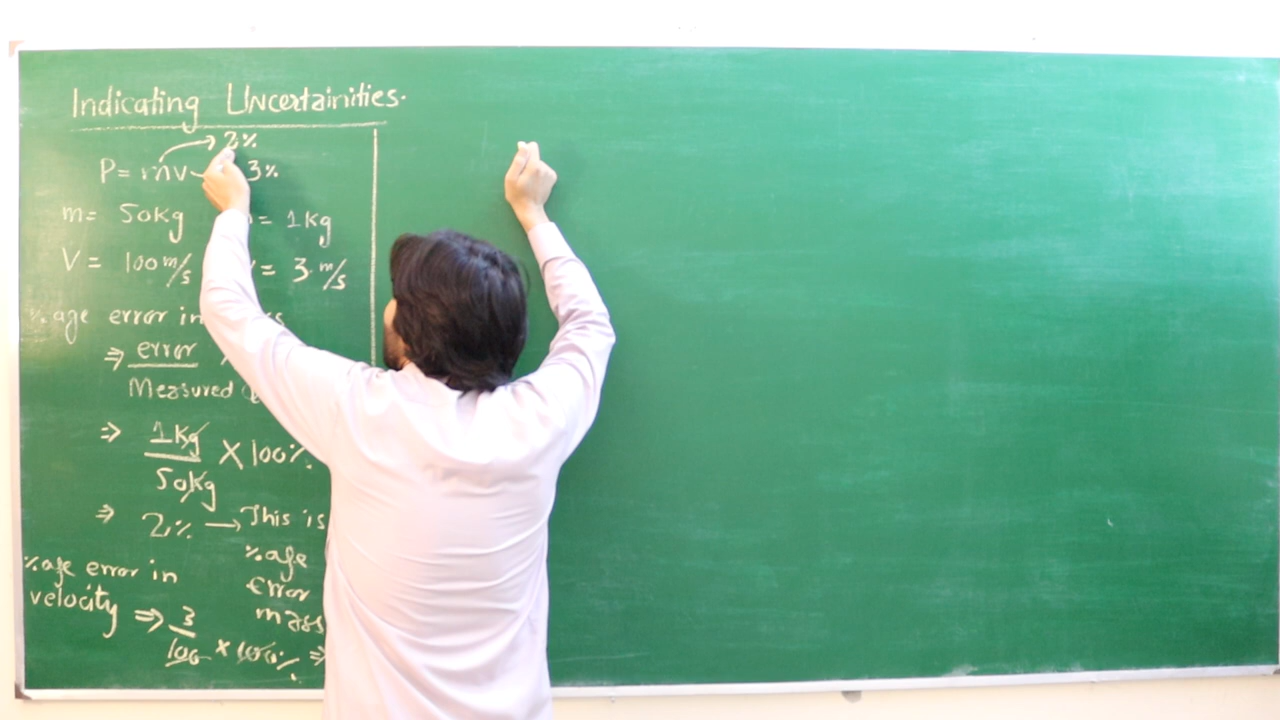 Indicating Uncertainities.
2%
P = mv 3%
m = 50Kg = 1Kg
V = 100 m/s = 3 m/s
%age error in
⇒ error
Measured
⇒ 1Kg / 50Kg × 100%
⇒ 2% → This is
%age
error
mass
%age error in
velocity ⇒ 3 / 100 × 100% ⇒